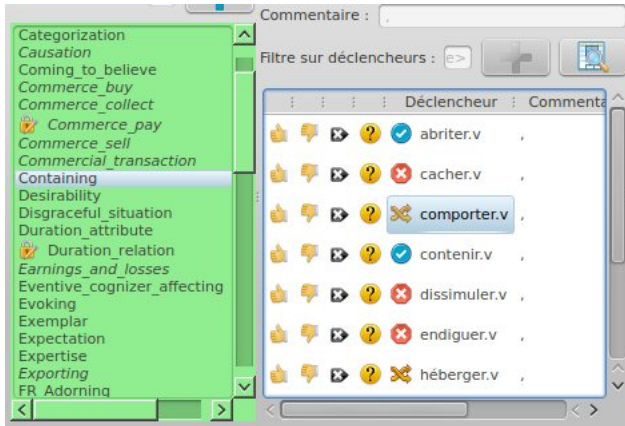 Categorization
Causation
Coming_to_believe
Commerce_buy
Commerce_collect
Commerce_pay
Commerce_sell
Commercial_transaction
Containing
Desirability
Disgraceful_situation
Duration_attribute
Duration_relation
Earnings_and_losses
Eventive_cognizer_affecting
Evoking
Exemplar
Expectation
Expertise
Exporting
FR_Adorning
Commentaire : ,
Filtre sur déclencheurs : e>
Déclencheur Commenta
abriter.v ,
cacher.v ,
comporter.v ,
contenir.v ,
dissimuler.v ,
endiguer.v ,
héberger.v ,